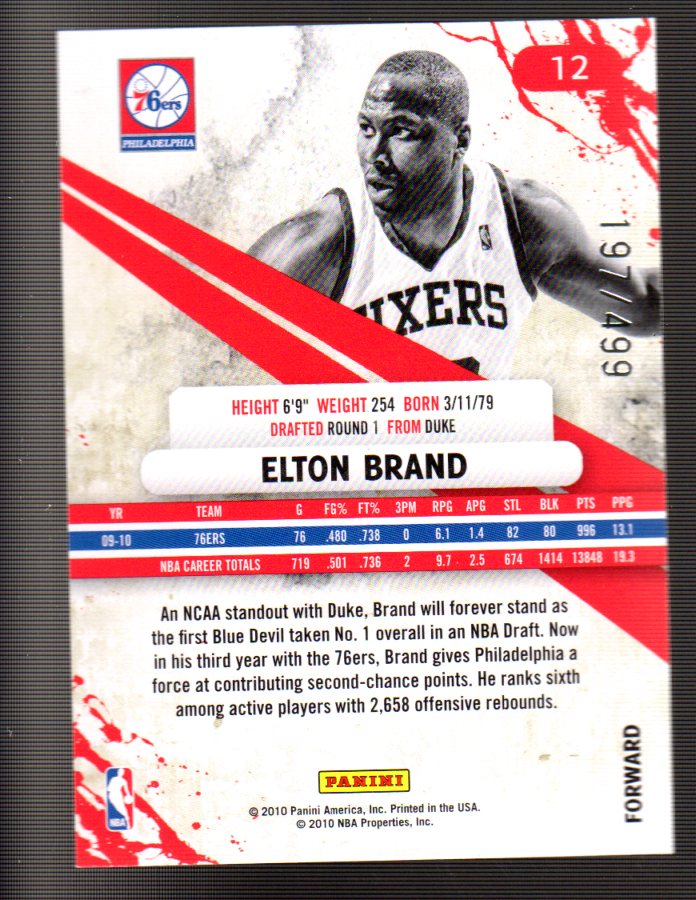 76ers
PHILADELPHIA
12
197/499
SIXERS
HEIGHT 6'9" WEIGHT 254 BORN 3/11/79
DRAFTED ROUND 1 FROM DUKE
ELTON BRAND
YR TEAM G FG% FT% 3PM RPG APG STL BLK PTS PPG
09-10 76ERS 76 .480 .738 0 6.1 1.4 82 80 996 13.1
NBA CAREER TOTALS 719 .501 .736 2 9.7 2.5 674 1414 13848 19.3
An NCAA standout with Duke, Brand will forever stand as
the first Blue Devil taken No. 1 overall in an NBA Draft. Now
in his third year with the 76ers, Brand gives Philadelphia a
force at contributing second-chance points. He ranks sixth
among active players with 2,658 offensive rebounds.
FORWARD
NBA
PANINI
© 2010 Panini America, Inc. Printed in the USA.
© 2010 NBA Properties, Inc.